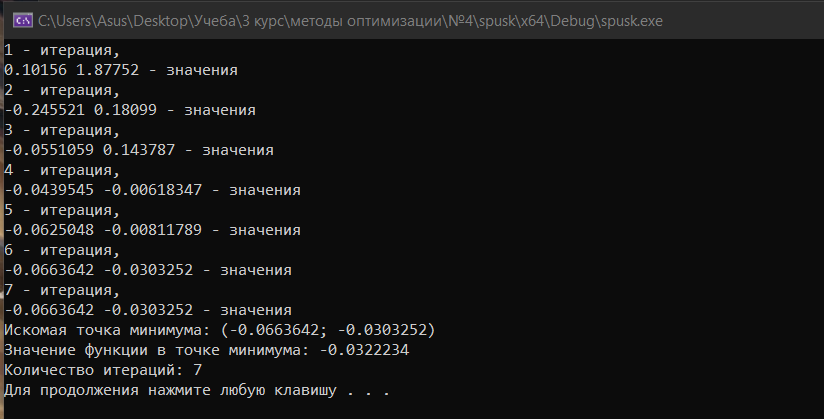 C:\Users\Asus\Desktop\Учеба\3 курс\методы оптимизации\№4\spusk\x64\Debug\spusk.exe
1 - итерация,
0.10156 1.87752 - значения
2 - итерация,
-0.245521 0.18099 - значения
3 - итерация,
-0.0551059 0.143787 - значения
4 - итерация,
-0.0439545 -0.00618347 - значения
5 - итерация,
-0.0625048 -0.00811789 - значения
6 - итерация,
-0.0663642 -0.0303252 - значения
7 - итерация,
-0.0663642 -0.0303252 - значения
Искомая точка минимума: (-0.0663642; -0.0303252)
Значение функции в точке минимума: -0.0322234
Количество итераций: 7
Для продолжения нажмите любую клавишу . . .